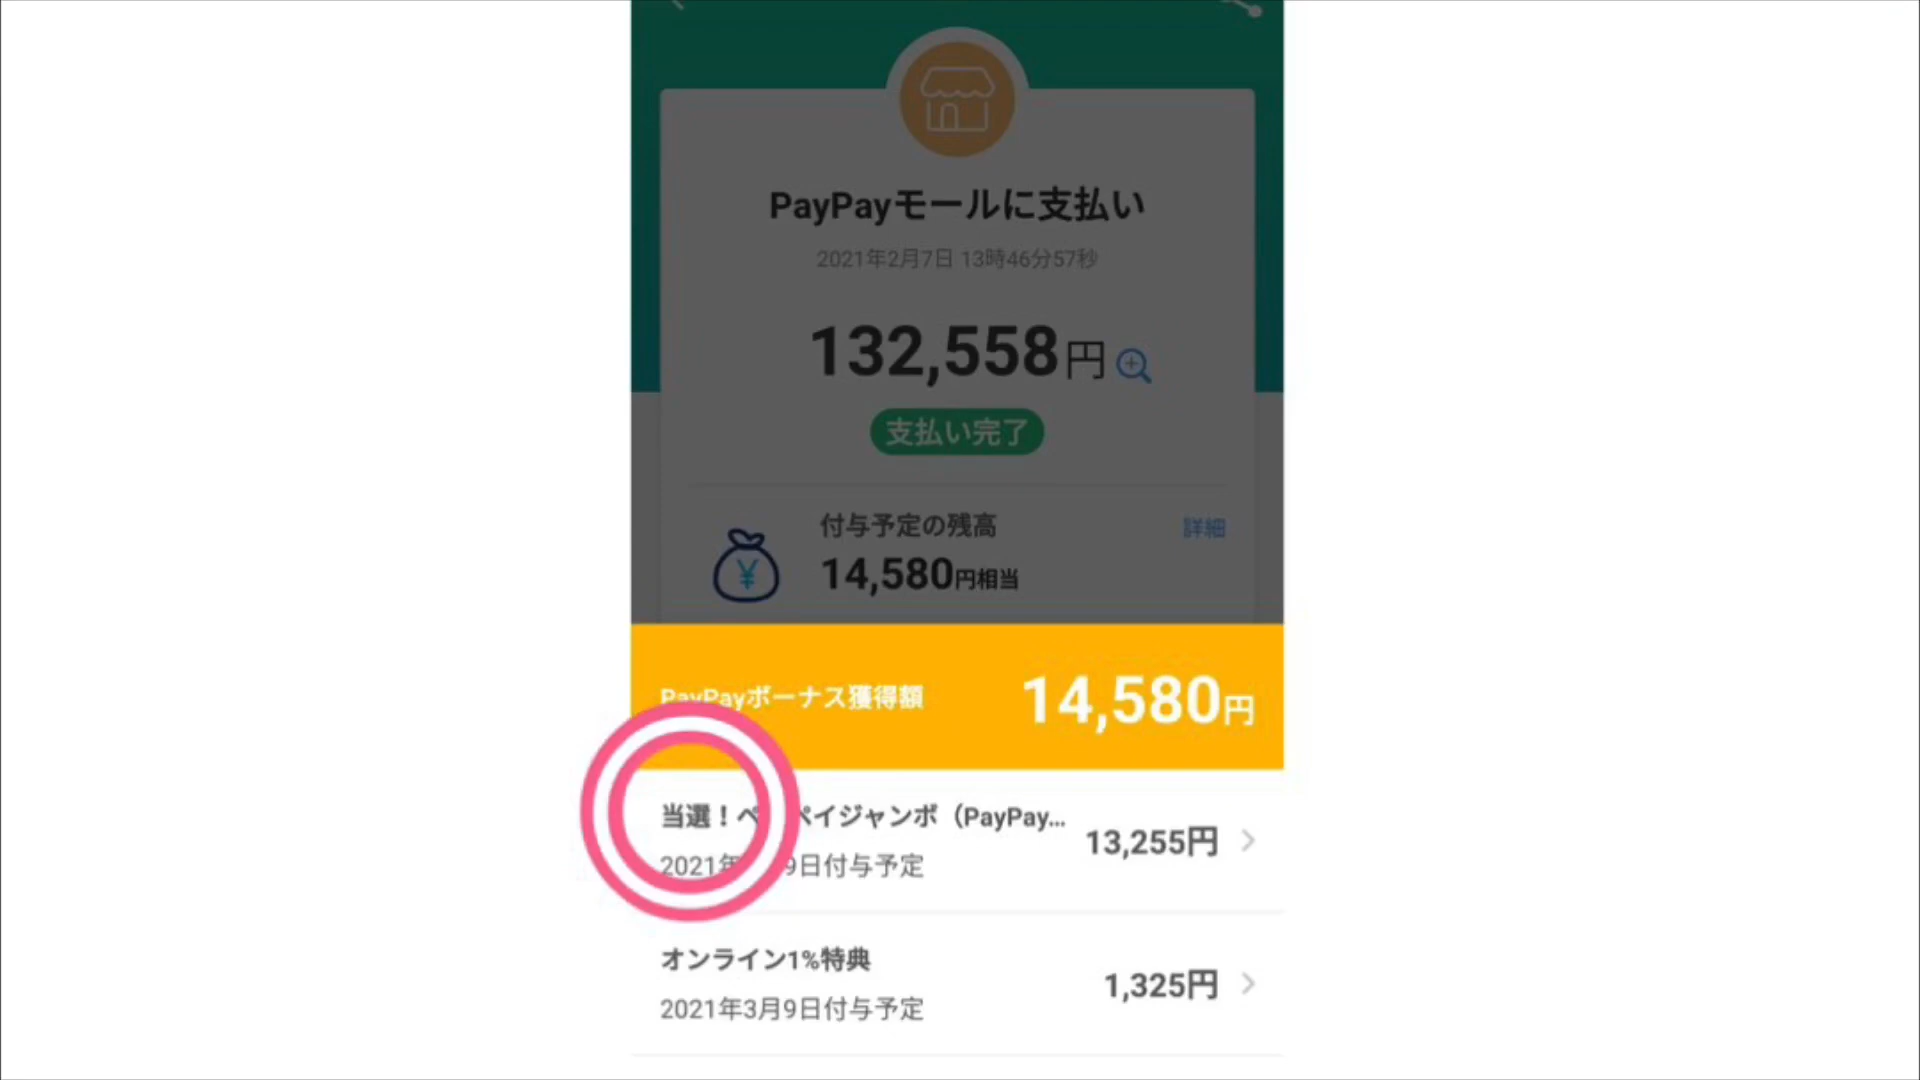 PayPayモールに支払い
2021年2月7日 13時46分57秒
132,558円
支払い完了
付与予定の残高
詳細
14,580円相当
¥
PayPayボーナス獲得額
14,580円
当選！ペ ペイジャンボ（PayPay...
13,255円
2021年 9日付与予定
オンライン1%特典
1,325円
2021年3月9日付与予定